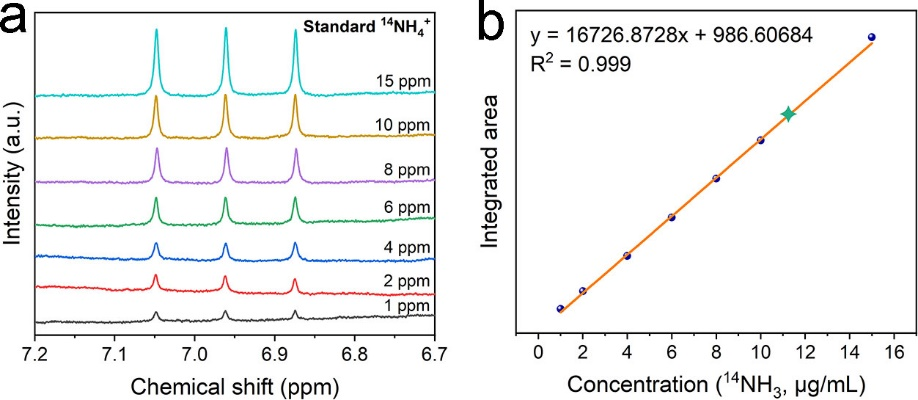 a
Standard ¹⁴NH₄⁺
15 ppm
10 ppm
8 ppm
6 ppm
4 ppm
2 ppm
1 ppm
Intensity (a.u.)
7.2 7.1 7.0 6.9 6.8 6.7
Chemical shift (ppm)
b
y = 16726.8728x + 986.60684
R² = 0.999
Integrated area
0 2 4 6 8 10 12 14 16
Concentration (¹⁴NH₃, μg/mL)